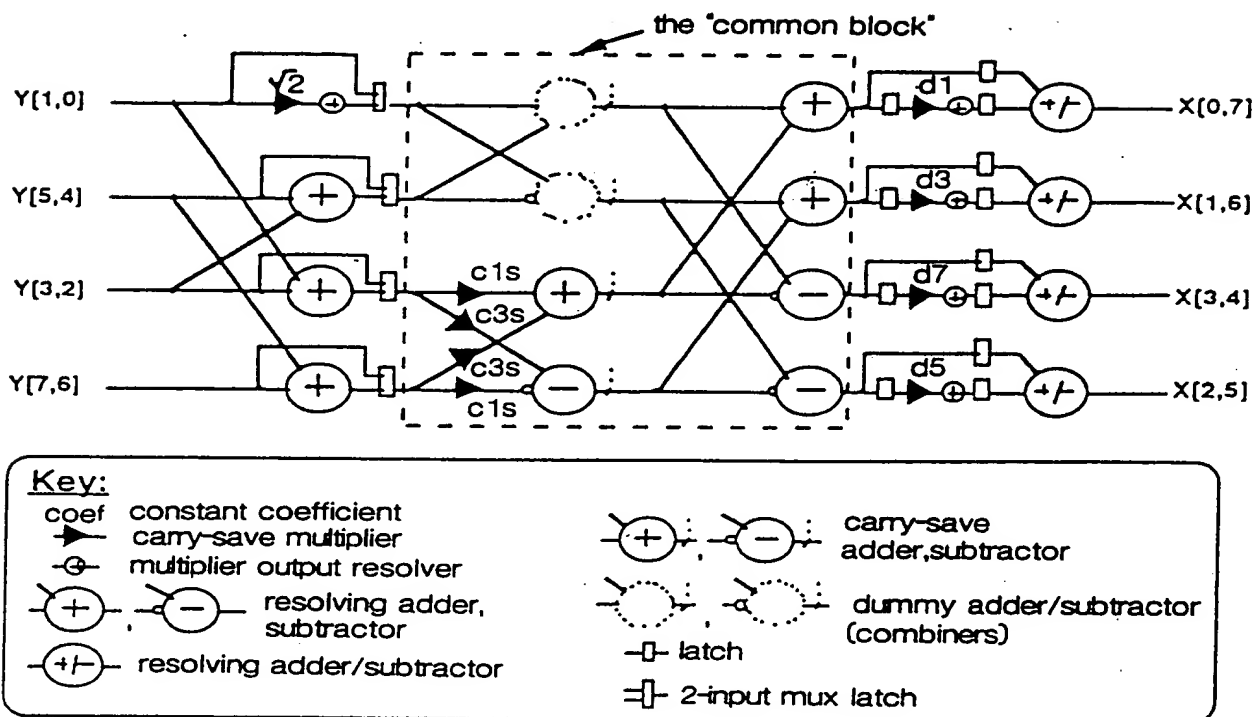 the "common block"
Y[1,0]
√2
+
d1
+/-
X[0,7]
Y[5,4]
+
+
d3
+/-
X[1,6]
Y[3,2]
+
c1s
+
c3s
-
d7
+/-
X[3,4]
Y[7,6]
+
c3s
c1s
-
-
d5
+/-
X[2,5]
Key:
coef constant coefficient
carry-save multiplier
multiplier output resolver
+ , - resolving adder,
subtractor
+/- resolving adder/subtractor
+ , - carry-save
adder,subtractor
, dummy adder/subtractor
(combiners)
latch
2-input mux latch